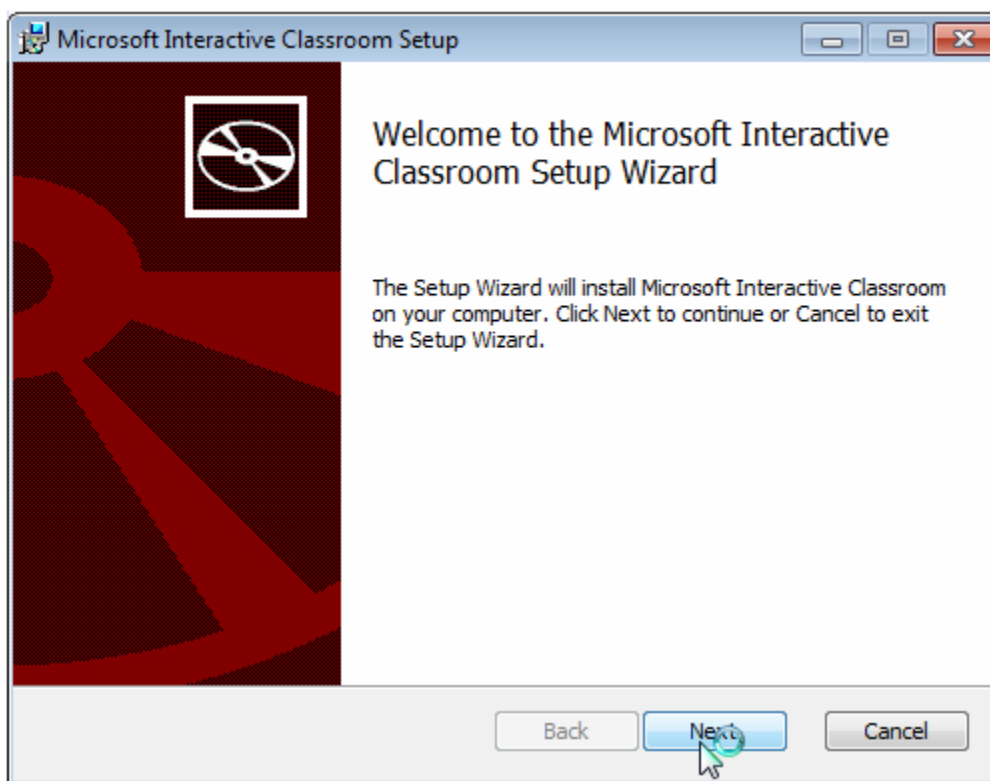 Microsoft Interactive Classroom Setup
Welcome to the Microsoft Interactive
Classroom Setup Wizard
The Setup Wizard will install Microsoft Interactive Classroom
on your computer. Click Next to continue or Cancel to exit
the Setup Wizard.
Back
Next
Cancel